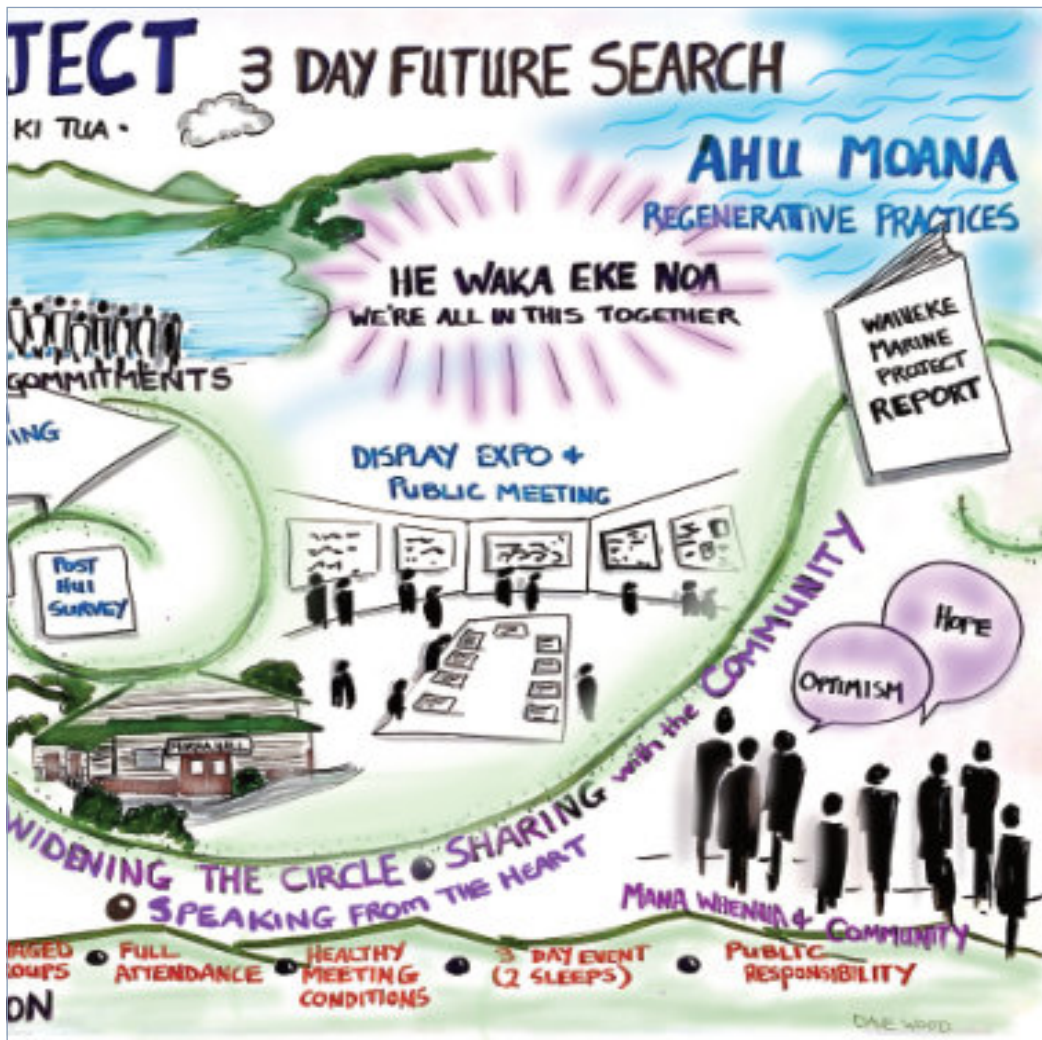 JECT 3 DAY FUTURE SEARCH
KI TUA •
AHU MOANA
REGENERATIVE PRACTICES
HE WAKA EKE NOA
WE'RE ALL IN THIS TOGETHER
WAIHEKE
MARINE
PROJECT
REPORT
COMMITMENTS
ING
DISPLAY EXPO +
PUBLIC MEETING
POST
HUI
SURVEY
HOPE
OPTIMISM
HALL
WIDENING THE CIRCLE • SHARING with the COMMUNITY
• SPEAKING FROM THE HEART
MANA WHENUA & COMMUNITY
AGED
OUPS
• FULL
ATTENDANCE
• HEALTHY
MEETING
CONDITIONS
• 3 DAY EVENT
(2 SLEEPS)
• PUBLIC
RESPONSIBILITY
ON
DAVE WOOD